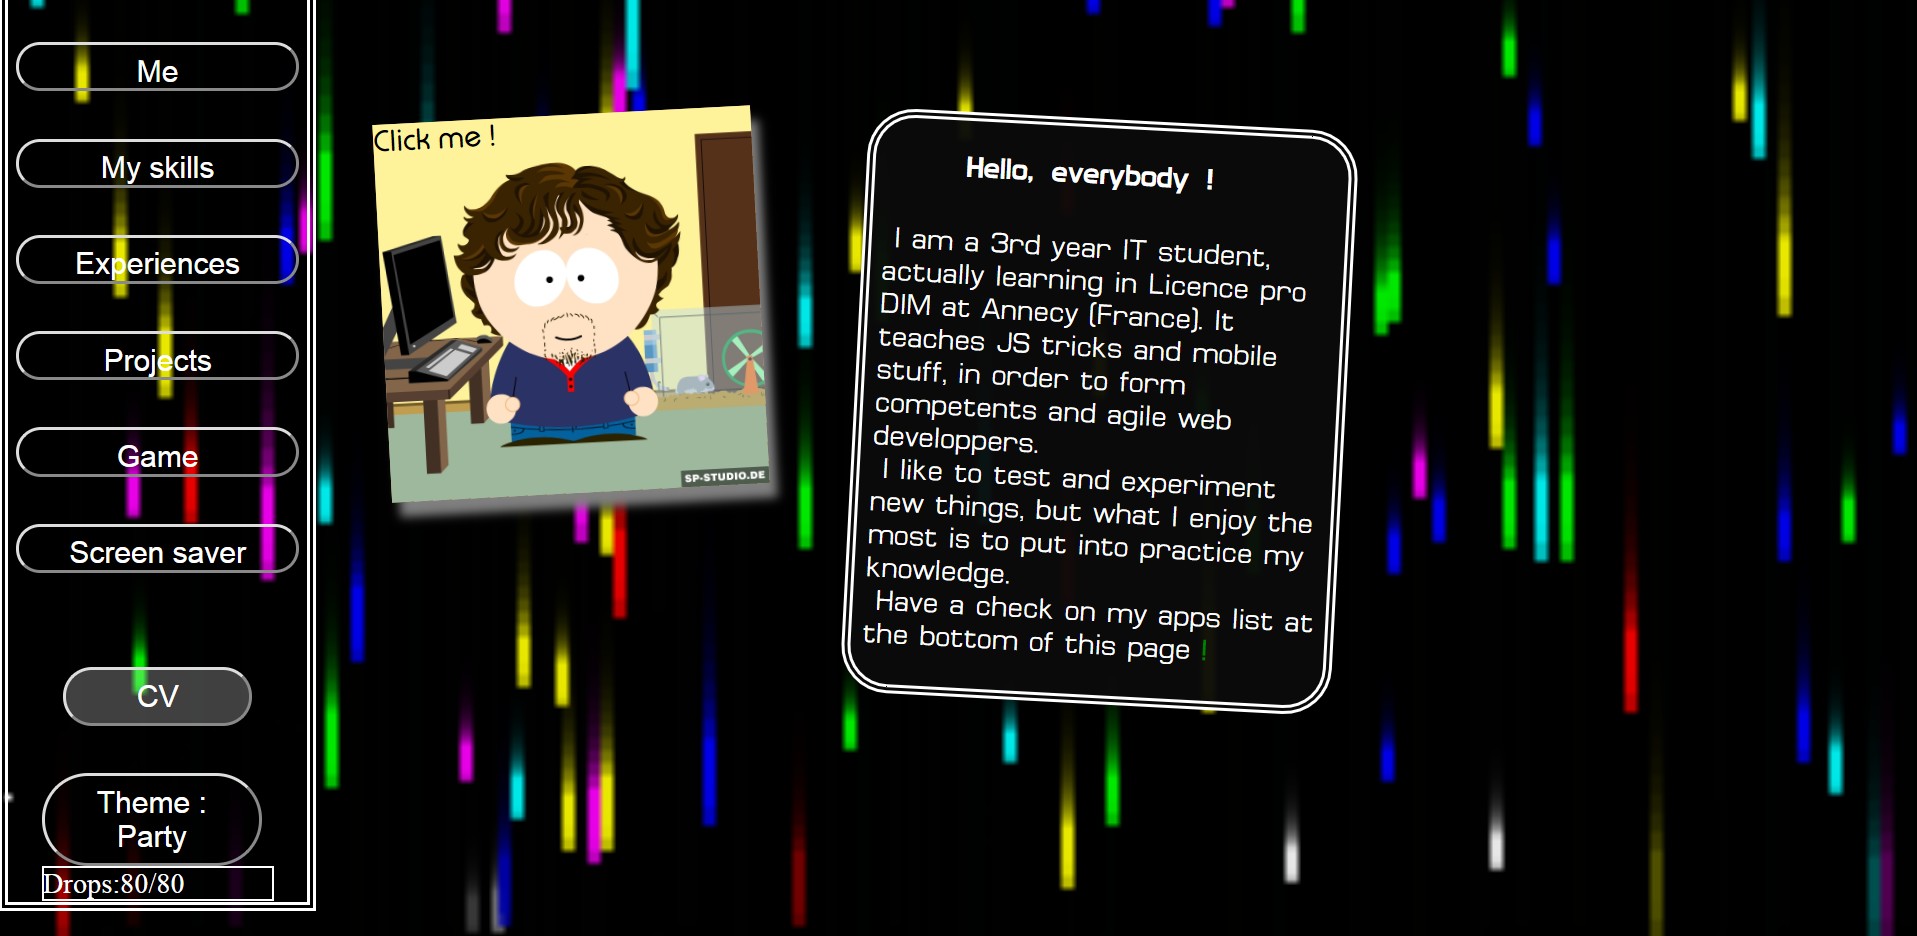 Me
My skills
Experiences
Projects
Game
Screen saver
CV
Theme :
Party
Drops:80/80
Click me !
SP-STUDIO.DE
Hello, everybody !
I am a 3rd year IT student,
actually learning in Licence pro
DIM at Annecy (France). It
teaches JS tricks and mobile
stuff, in order to form
competents and agile web
developpers.
I like to test and experiment
new things, but what I enjoy the
most is to put into practice my
knowledge.
Have a check on my apps list at
the bottom of this page !